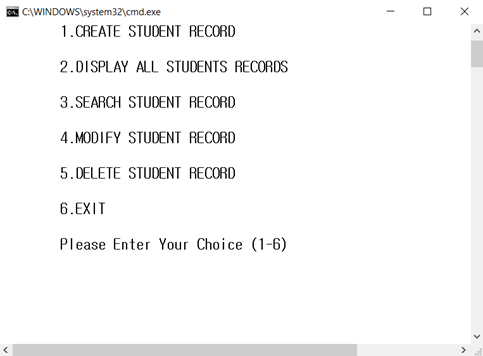 C:\WINDOWS\system32\cmd.exe
1.CREATE STUDENT RECORD
2.DISPLAY ALL STUDENTS RECORDS
3.SEARCH STUDENT RECORD
4.MODIFY STUDENT RECORD
5.DELETE STUDENT RECORD
6.EXIT
Please Enter Your Choice (1-6)